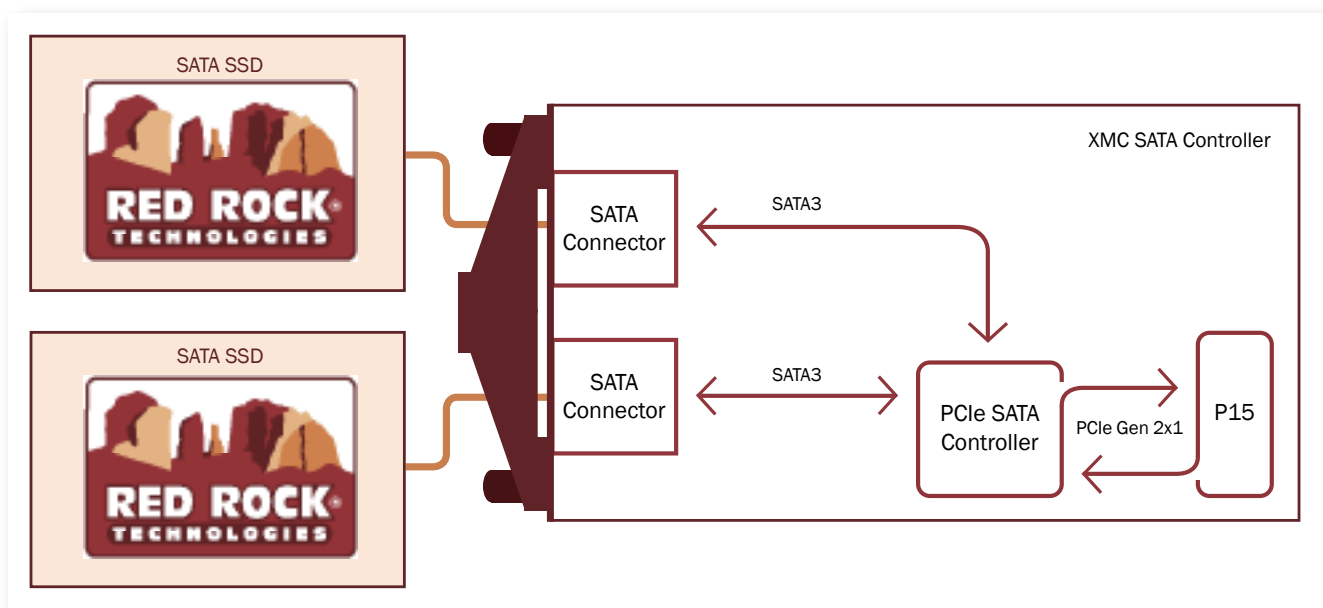 SATA SSD
RED ROCK
TECHNOLOGIES
SATA SSD
RED ROCK
TECHNOLOGIES
XMC SATA Controller
SATA
Connector
SATA3
SATA
Connector
SATA3
PCIe SATA
Controller
PCIe Gen 2x1
P15